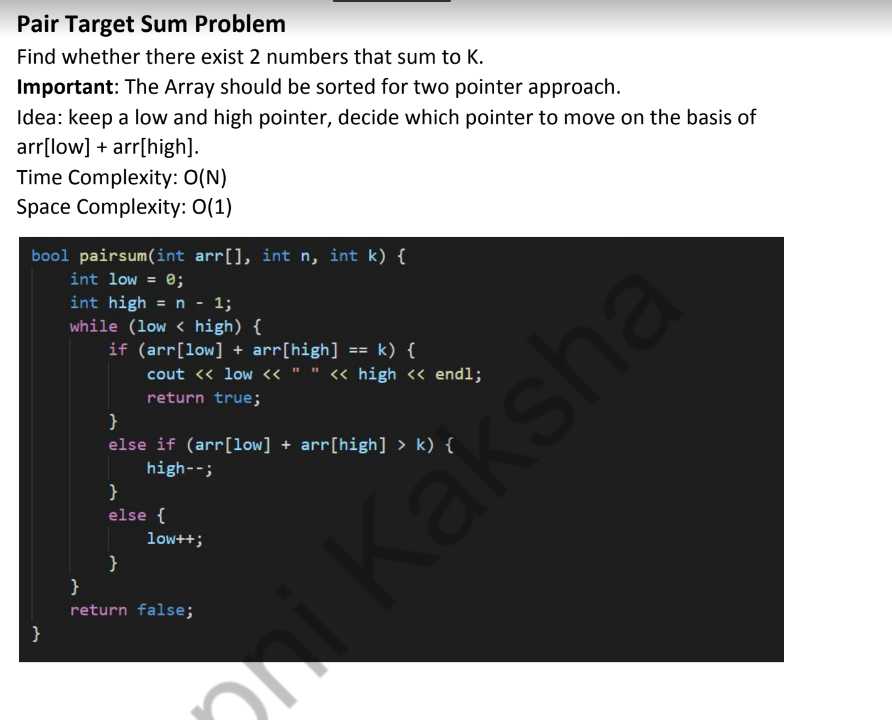 Pair Target Sum Problem
Find whether there exist 2 numbers that sum to K.
Important: The Array should be sorted for two pointer approach.
Idea: keep a low and high pointer, decide which pointer to move on the basis of
arr[low] + arr[high].
Time Complexity: O(N)
Space Complexity: O(1)
bool pairsum(int arr[], int n, int k) {
    int low = 0;
    int high = n - 1;
    while (low < high) {
        if (arr[low] + arr[high] == k) {
            cout << low << " " << high << endl;
            return true;
        }
        else if (arr[low] + arr[high] > k) {
            high--;
        }
        else {
            low++;
        }
    }
    return false;
}
pni Kaksha